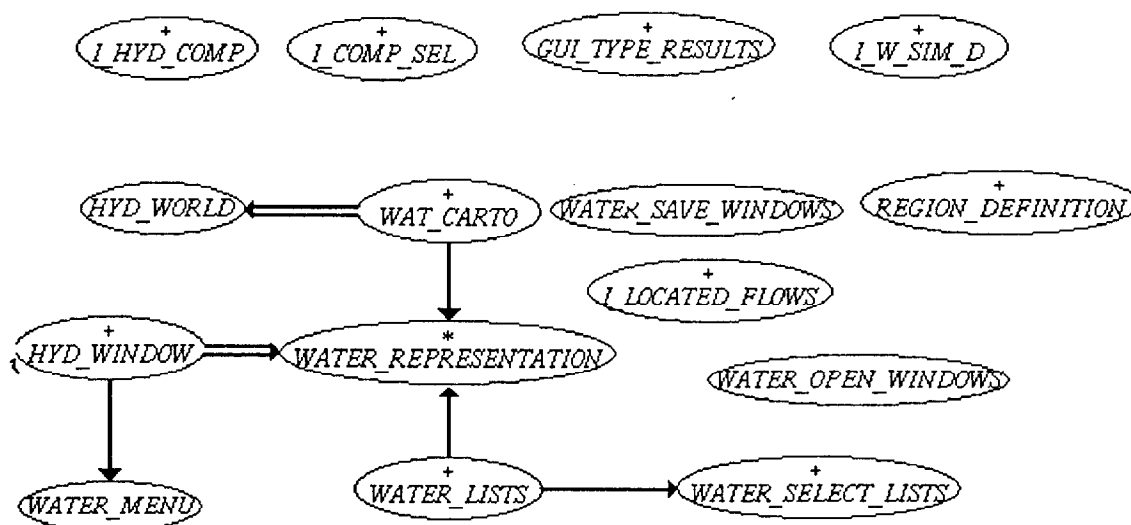 + + + +
I_HYD_COMP I_COMP_SEL GUI_TYPE_RESULTS I_W_SIM_D
+ +
HYD_WORLD WAT_CARTO WATER_SAVE_WINDOWS REGION_DEFINITION
+
I_LOCATED_FLOWS
+ *
HYD_WINDOW WATER_REPRESENTATION
WATER_OPEN_WINDOWS
+ +
WATER_MENU WATER_LISTS WATER_SELECT_LISTS